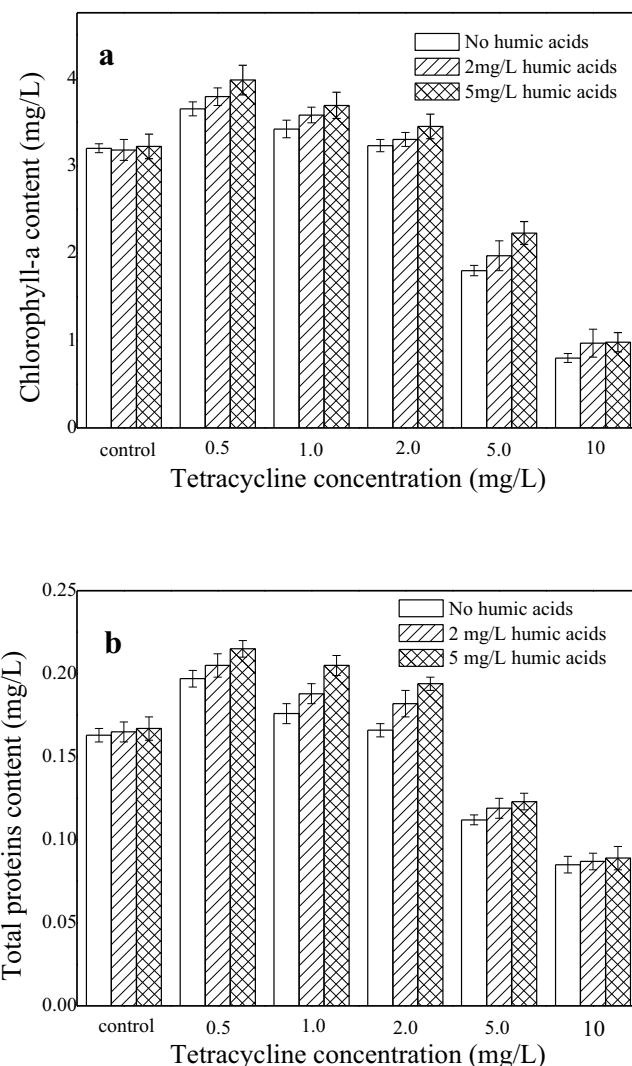 a
No humic acids
2mg/L humic acids
5mg/L humic acids
Chlorophyll-a content (mg/L)
4
3
2
1
0
control 0.5 1.0 2.0 5.0 10
Tetracycline concentration (mg/L)
b
No humic acids
2 mg/L humic acids
5 mg/L humic acids
Total proteins content (mg/L)
0.25
0.20
0.15
0.10
0.05
0.00
control 0.5 1.0 2.0 5.0 10
Tetracycline concentration (mg/L)